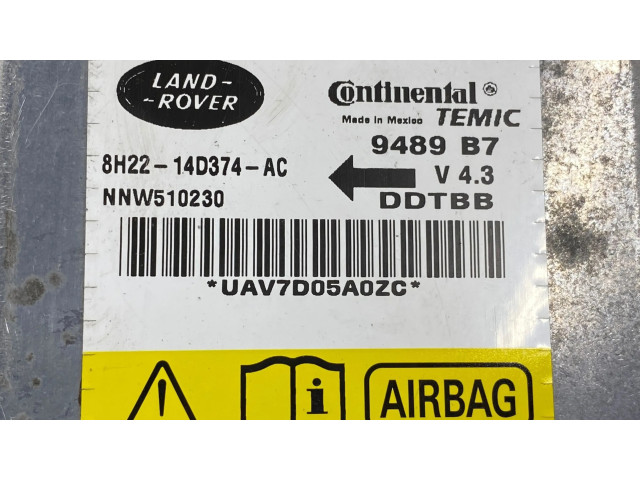 LAND-
-ROVER
Continental
Made in Mexico TEMIC
9489 B7
8H22-14D374-AC
V 4.3
NNW510230
DDTBB
*UAV7D05A0ZC*
i
AIRBAG